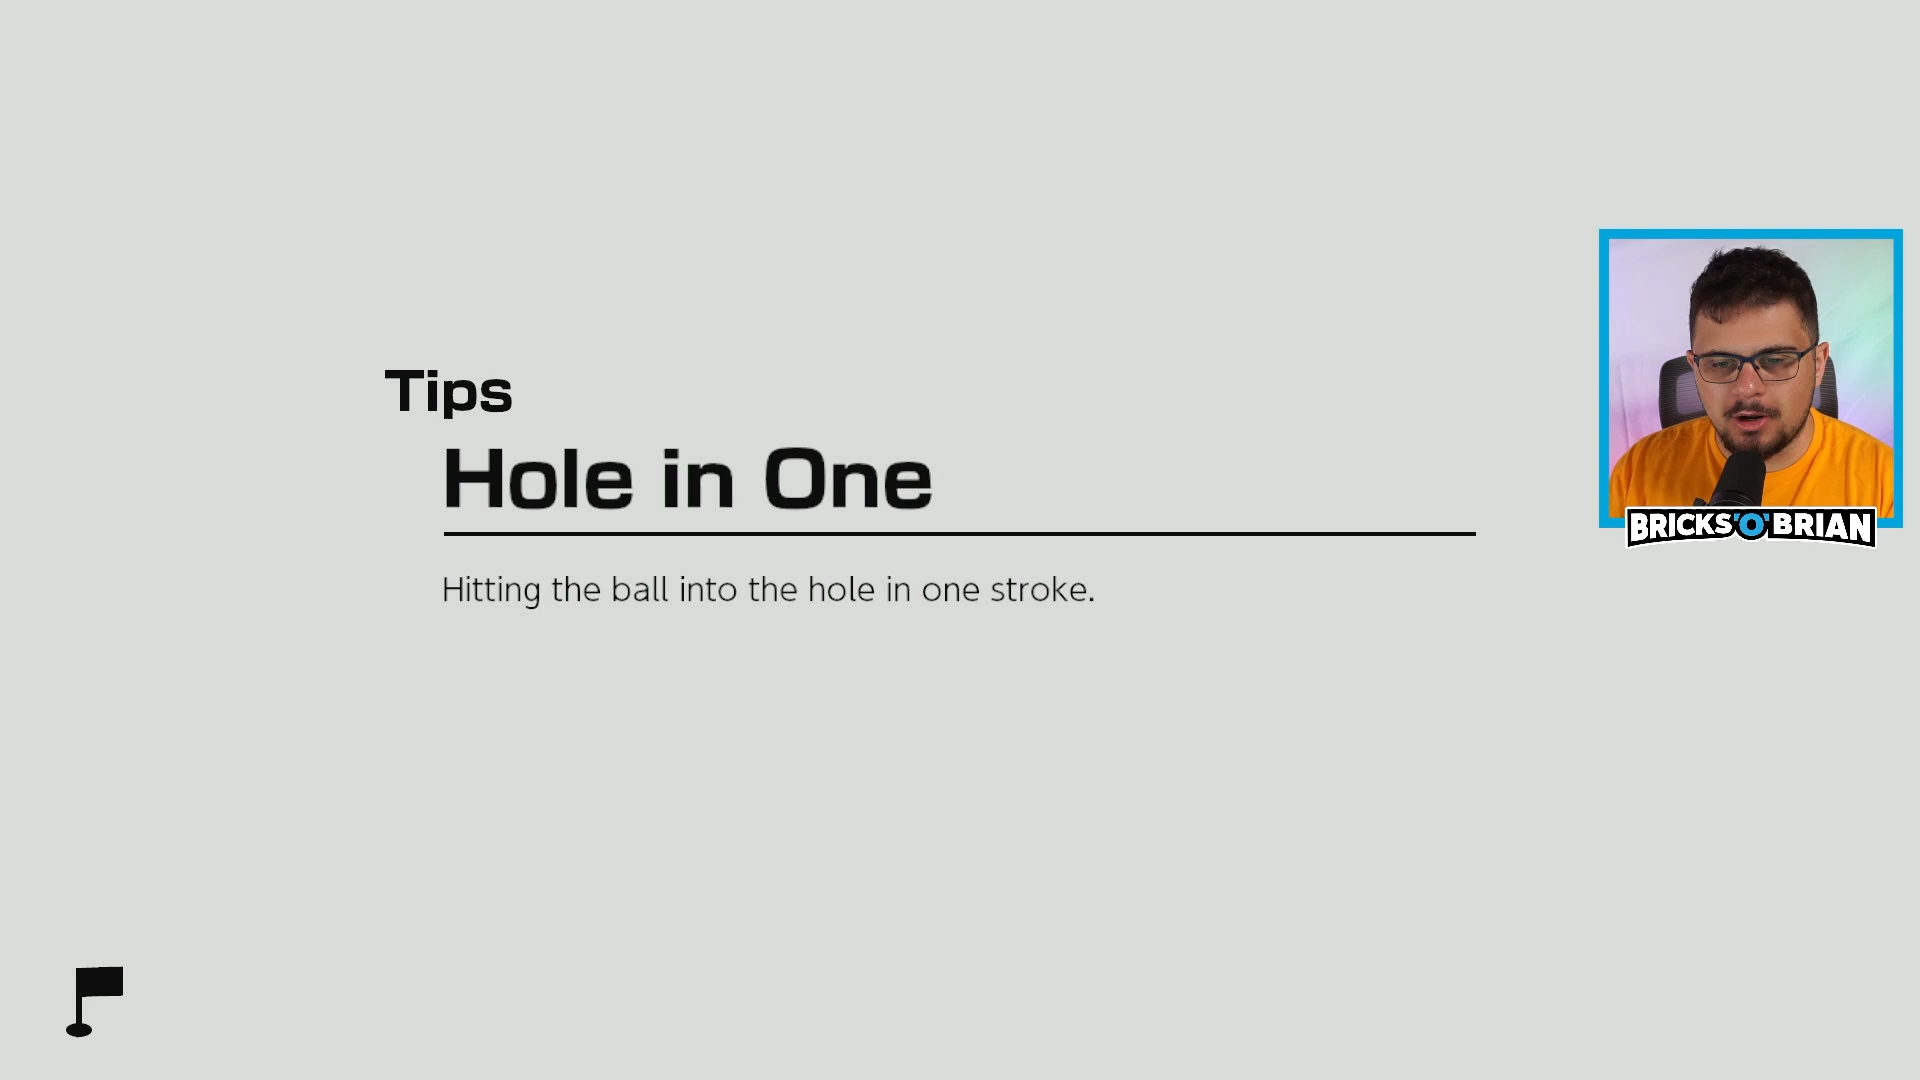 Tips
Hole in One
Hitting the ball into the hole in one stroke.
BRICKS'O'BRIAN